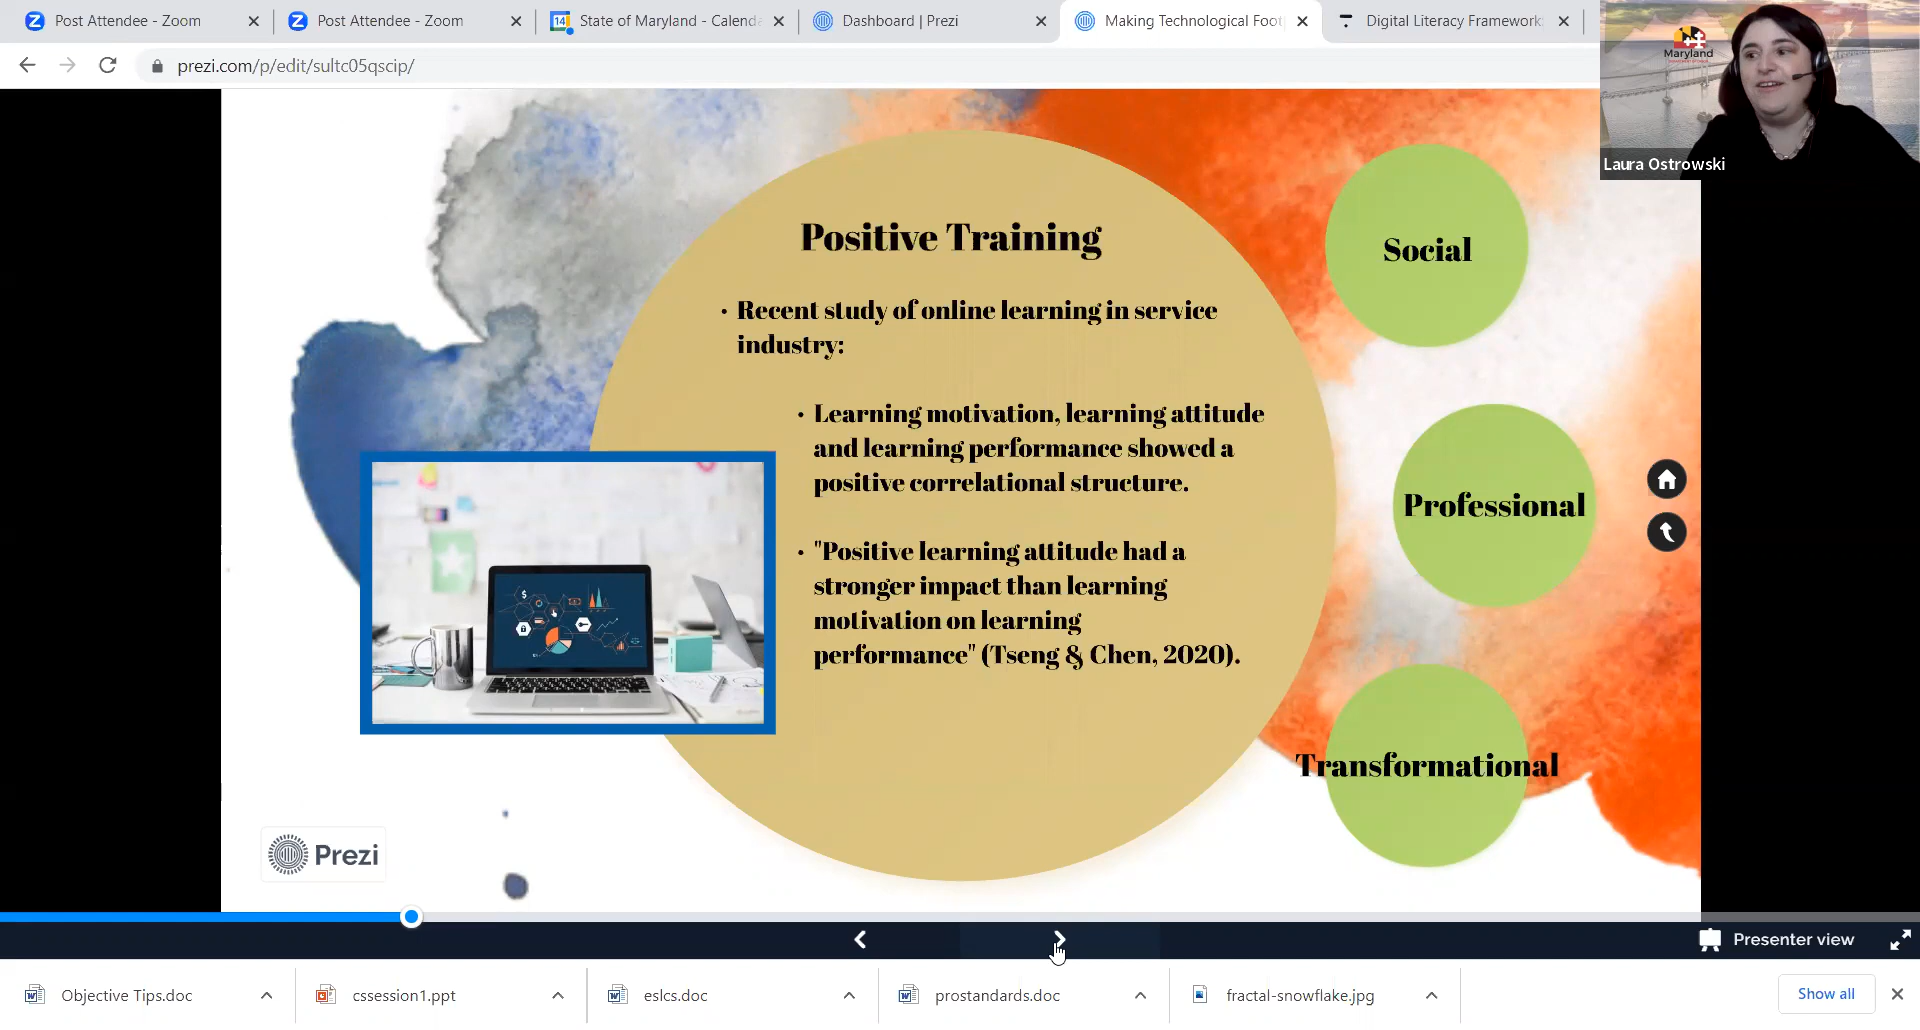 Post Attendee - Zoom
Post Attendee - Zoom
14
State of Maryland - Calenda
Dashboard | Prezi
Making Technological Foot
Digital Literacy Frameworks
prezi.com/p/edit/sultc05qscip/
Maryland
Laura Ostrowski
Positive Training
• Recent study of online learning in service
industry:
• Learning motivation, learning attitude
and learning performance showed a
positive correlational structure.
• "Positive learning attitude had a
stronger impact than learning
motivation on learning
performance" (Tseng & Chen, 2020).
Social
Professional
Transformational
Prezi
Presenter view
Objective Tips.doc
cssession1.ppt
eslcs.doc
prostandards.doc
fractal-snowflake.jpg
Show all